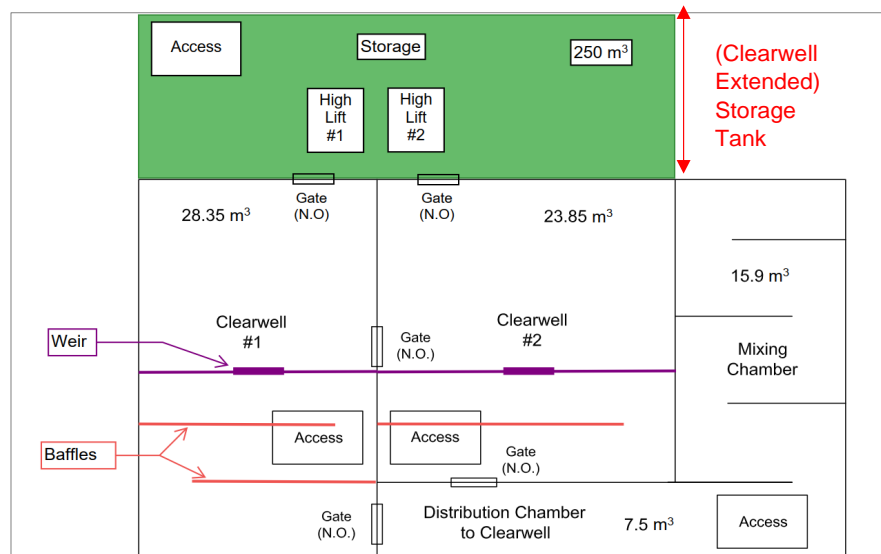 Access
Storage
250 m³
(Clearwell
Extended)
Storage
Tank
High
Lift
#1
High
Lift
#2
Gate
(N.O)
Gate
(N.O)
28.35 m³
23.85 m³
15.9 m³
Clearwell
#1
Clearwell
#2
Weir
Gate
(N.O.)
Mixing
Chamber
Access
Access
Baffles
Gate
(N.O.)
Gate
(N.O.)
Distribution Chamber
to Clearwell
7.5 m³
Access